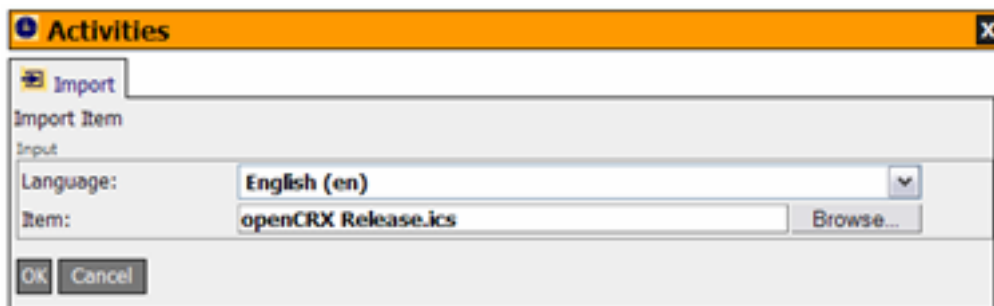 Activities
X
Import
Import Item
Input
Language: English (en)
Item: openCRX Release.ics Browse...
OK Cancel